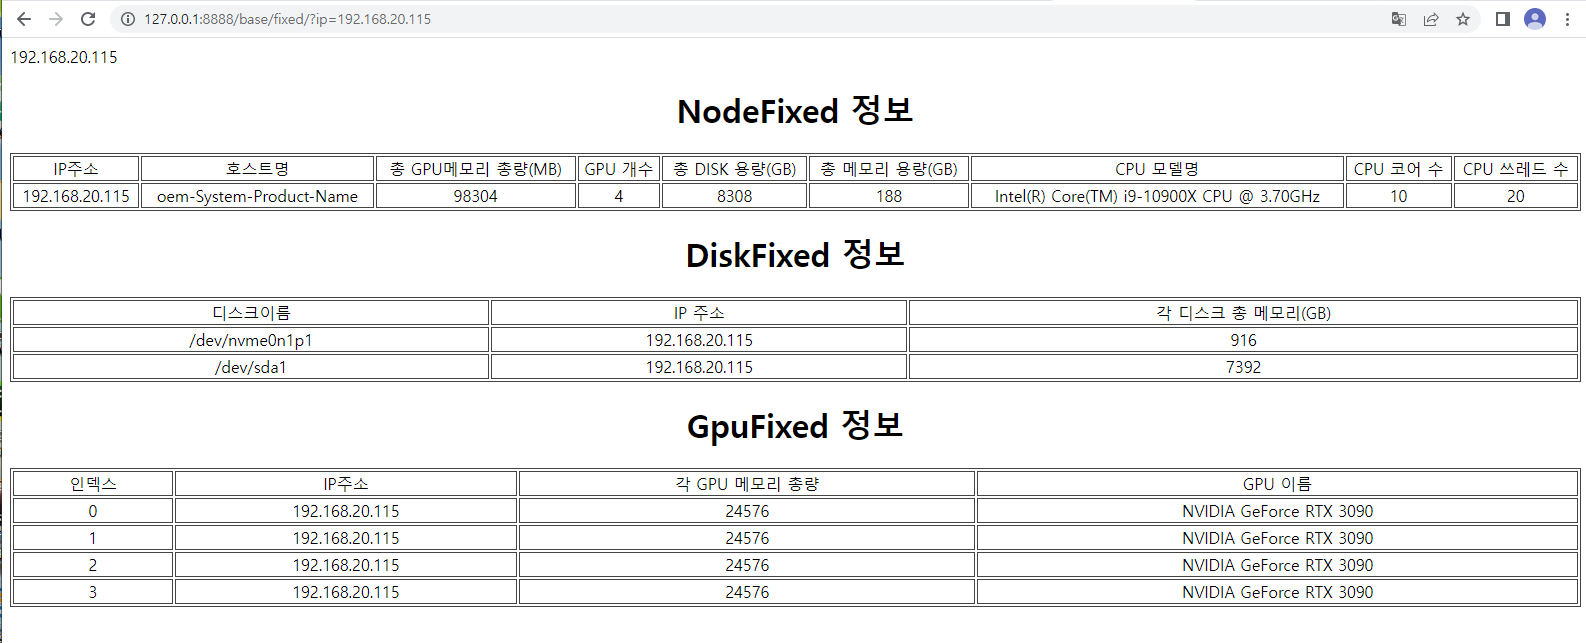 127.0.0.1:8888/base/fixed/?ip=192.168.20.115
192.168.20.115
NodeFixed 정보
IP주소 호스트명 총 GPU메모리 총량(MB) GPU 개수 총 DISK 용량(GB) 총 메모리 용량(GB) CPU 모델명 CPU 코어 수 CPU 쓰레드 수
192.168.20.115 oem-System-Product-Name 98304 4 8308 188 Intel(R) Core(TM) i9-10900X CPU @ 3.70GHz 10 20
DiskFixed 정보
디스크이름 IP 주소 각 디스크 총 메모리(GB)
/dev/nvme0n1p1 192.168.20.115 916
/dev/sda1 192.168.20.115 7392
GpuFixed 정보
인덱스 IP주소 각 GPU 메모리 총량 GPU 이름
0 192.168.20.115 24576 NVIDIA GeForce RTX 3090
1 192.168.20.115 24576 NVIDIA GeForce RTX 3090
2 192.168.20.115 24576 NVIDIA GeForce RTX 3090
3 192.168.20.115 24576 NVIDIA GeForce RTX 3090